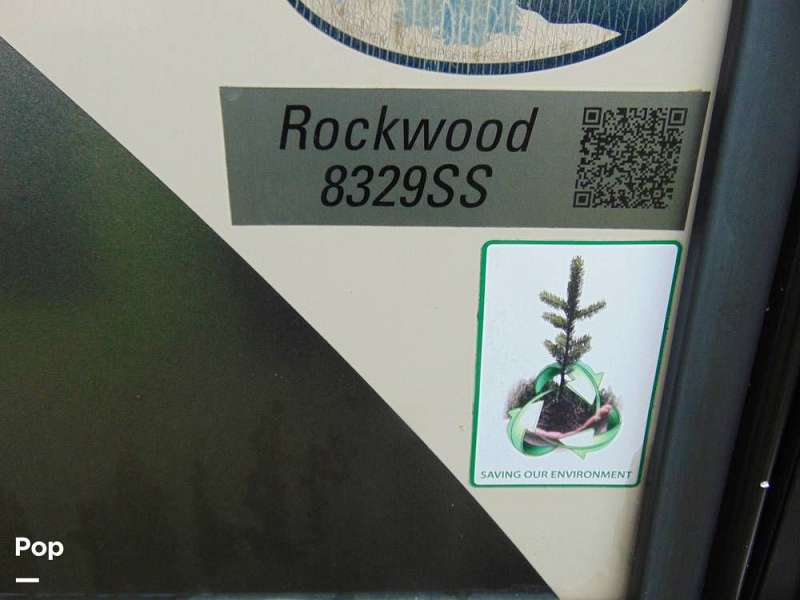 Rockwood
8329SS
SAVING OUR ENVIRONMENT
Pop